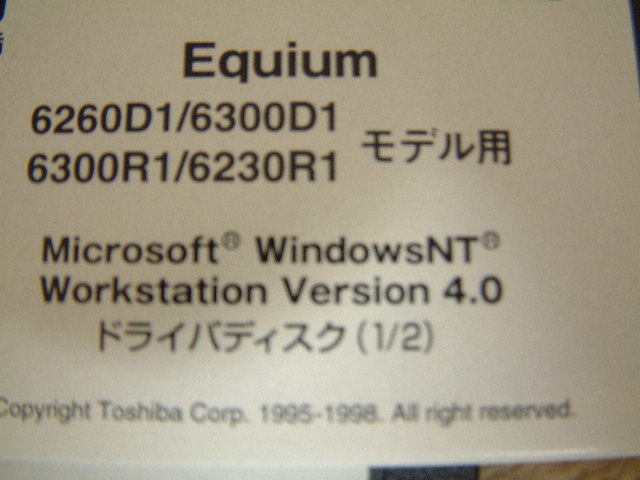 Equium
6260D1/6300D1
6300R1/6230R1
モデル用
Microsoft® WindowsNT®
Workstation Version 4.0
ドライバディスク(1/2)
Copyright Toshiba Corp. 1995-1998. All right reserved.